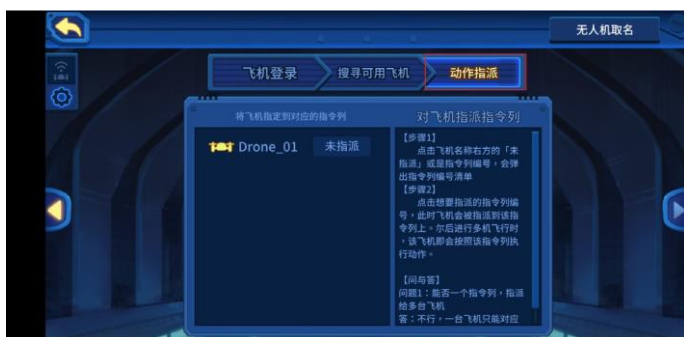 无人机取名
飞机登录
搜寻可用飞机
动作指派
将飞机指定到对应的指令列
Drone_01
未指派
对飞机指派指令列
【步骤1】
点击飞机名称右方的「未
指派」或是指令列编号，会弹
出指令列编号清单
【步骤2】
点击想要指派的指令列编
号，此时飞机会被指派到该指
令列上。尔后进行多机飞行时
，该飞机即会按照该指令列执
行动作。
【问与答】
问题1：能否一个指令列，指派
给多台飞机
答：不行，一台飞机只能对应